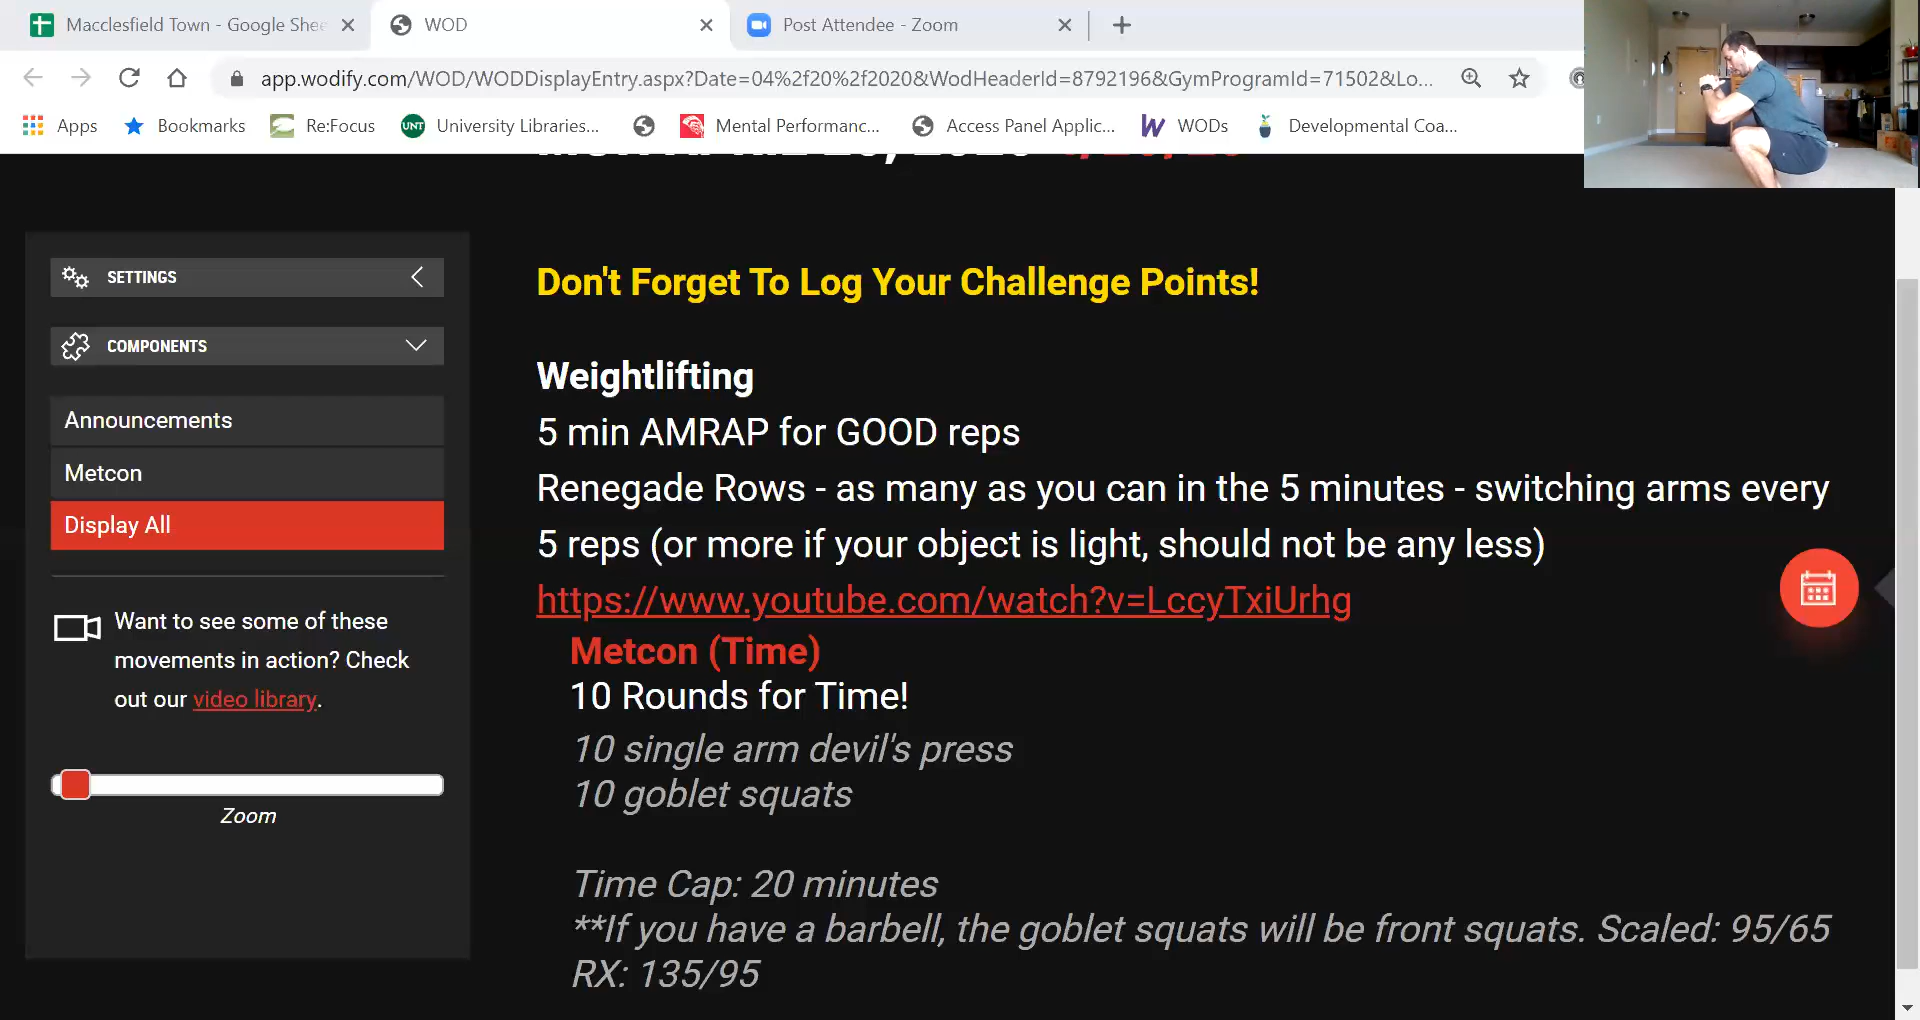 Macclesfield Town - Google Shee
WOD
Post Attendee - Zoom
app.wodify.com/WOD/WODDisplayEntry.aspx?Date=04%2f20%2f2020&WodHeaderId=8792196&GymProgramId=71502&Lo...
Apps
Bookmarks
Re:Focus
UNT
University Libraries...
Mental Performanc...
Access Panel Applic...
WODs
Developmental Coa...
SETTINGS
COMPONENTS
Announcements
Metcon
Display All
Want to see some of these
movements in action? Check
out our video library.
Zoom
Don't Forget To Log Your Challenge Points!
Weightlifting
5 min AMRAP for GOOD reps
Renegade Rows - as many as you can in the 5 minutes - switching arms every
5 reps (or more if your object is light, should not be any less)
https://www.youtube.com/watch?v=LccyTxiUrhg
Metcon (Time)
10 Rounds for Time!
10 single arm devil's press
10 goblet squats
Time Cap: 20 minutes
**If you have a barbell, the goblet squats will be front squats. Scaled: 95/65
RX: 135/95